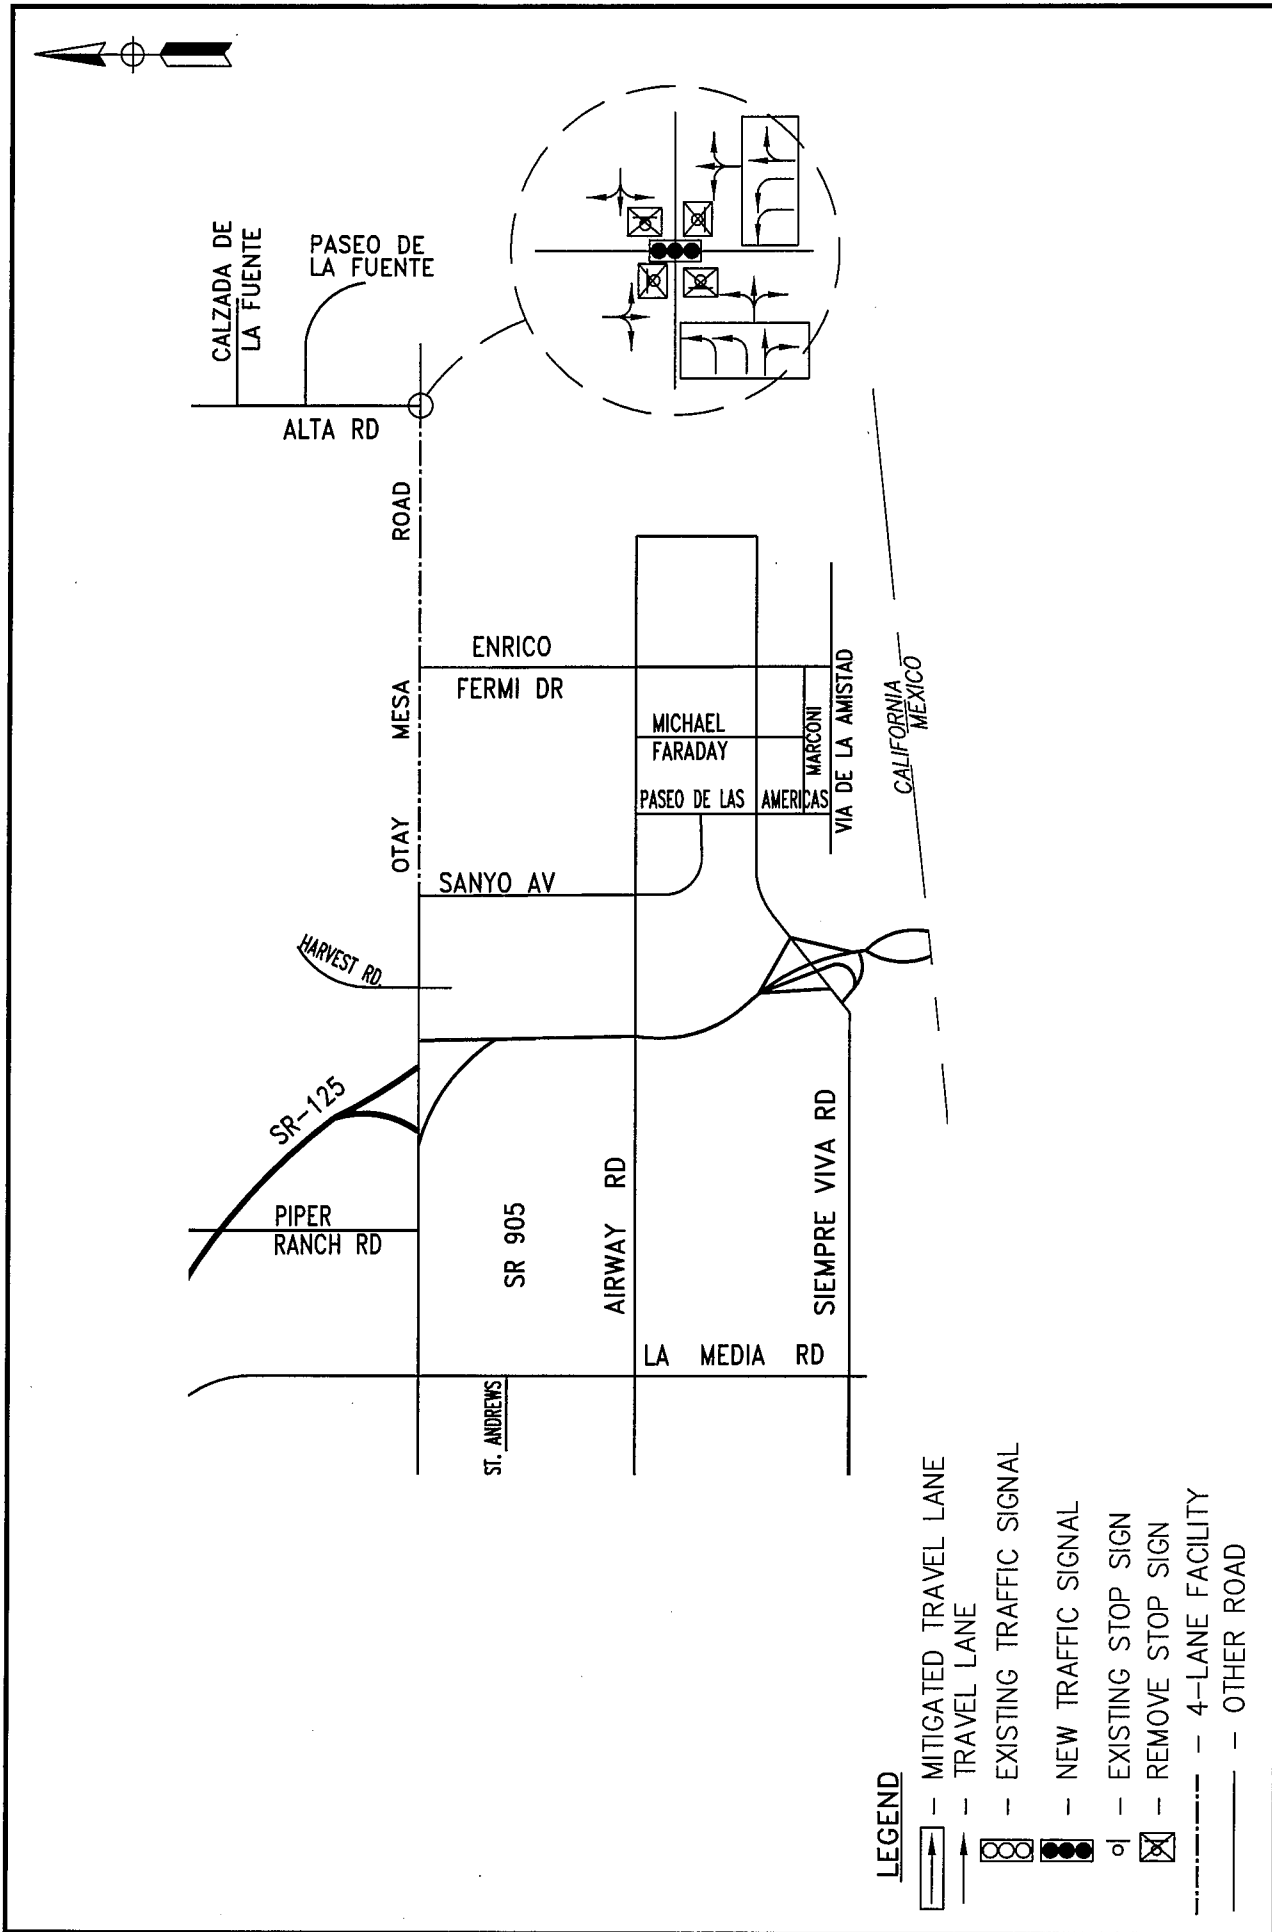 CALZADA DE
LA FUENTE
PASEO DE
LA FUENTE
ALTA RD
OTAY MESA ROAD
ENRICO
FERMI DR
MICHAEL
FARADAY
MARCONI
PASEO DE LAS AMERICAS
VIA DE LA AMISTAD
CALIFORNIA
MEXICO
SANYO AV
HARVEST RD.
SR-125
PIPER
RANCH RD
SR 905
AIRWAY RD
SIEMPRE VIVA RD
LA MEDIA RD
ST. ANDREWS
LEGEND
- MITIGATED TRAVEL LANE
- TRAVEL LANE
- EXISTING TRAFFIC SIGNAL
- NEW TRAFFIC SIGNAL
- EXISTING STOP SIGN
- REMOVE STOP SIGN
- 4-LANE FACILITY
- OTHER ROAD